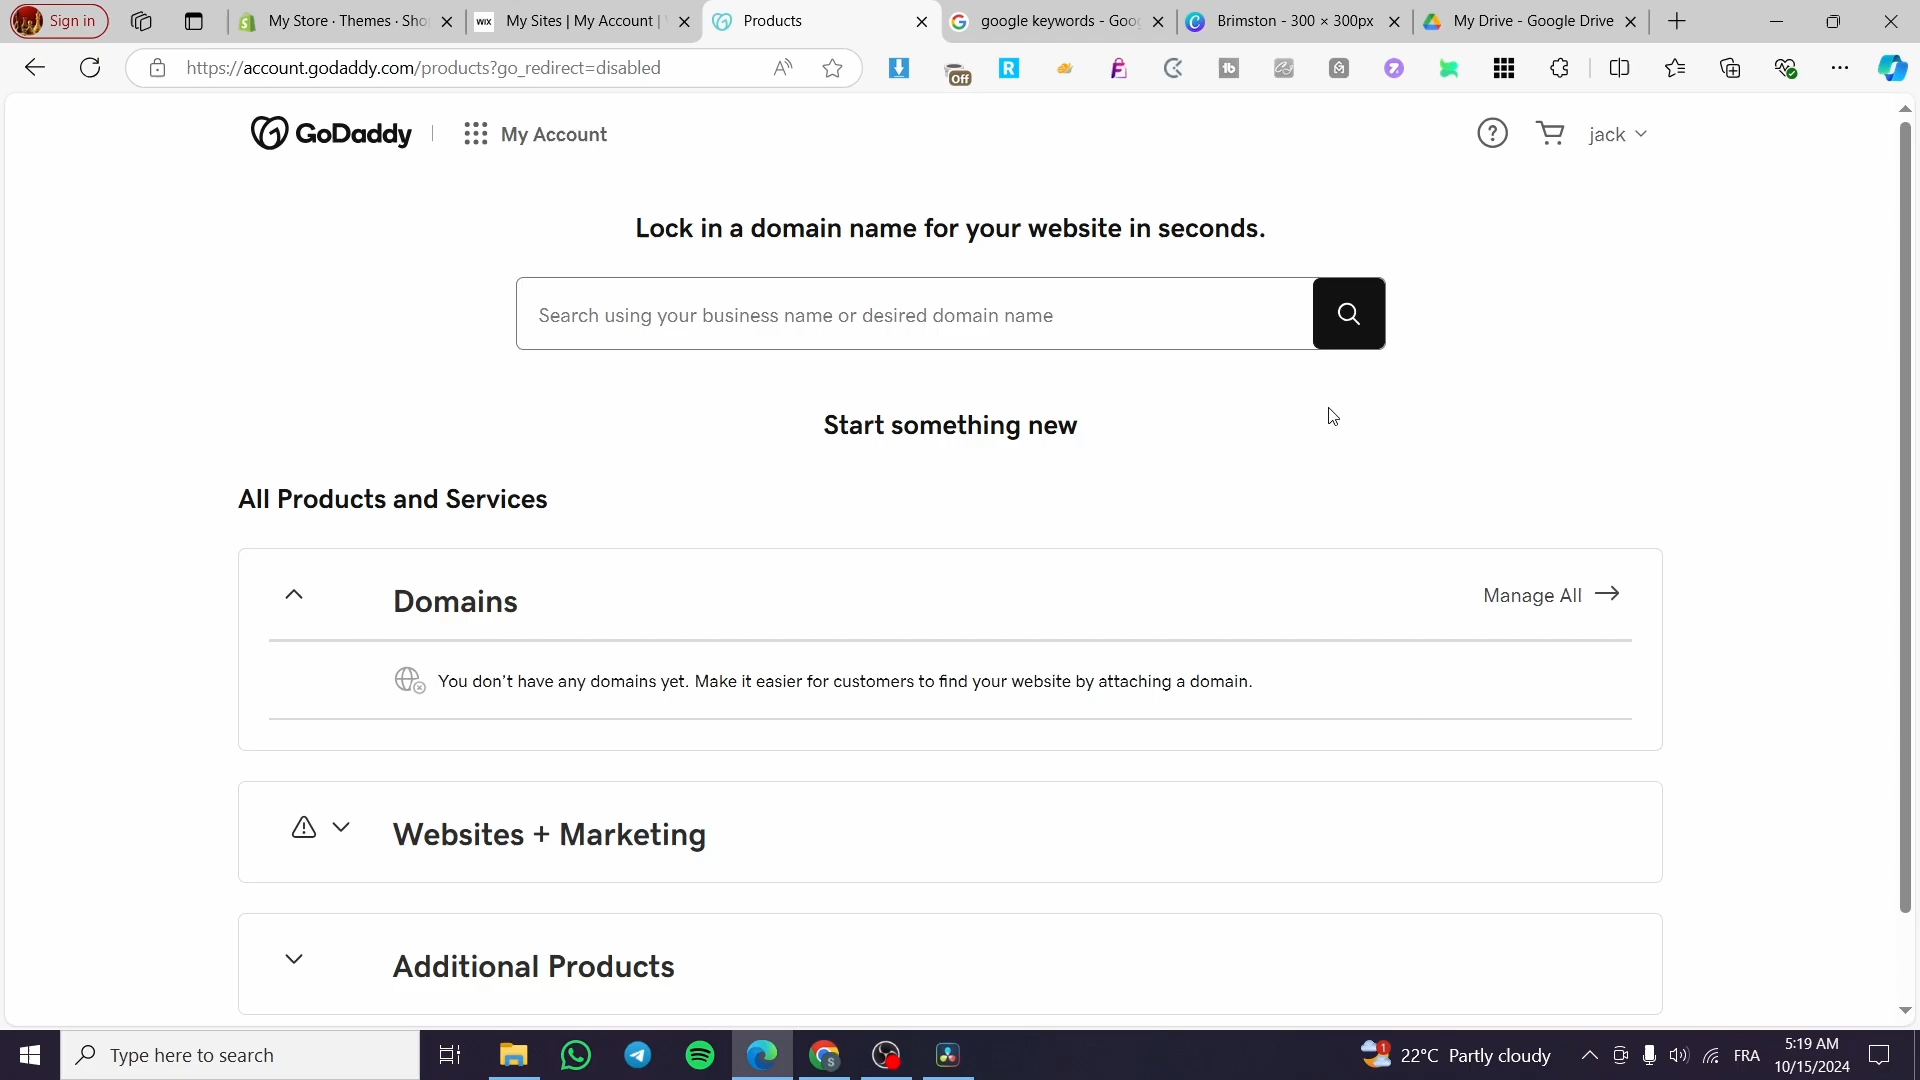 Sign in
My Store · Themes · Sho
WIX
My Sites | My Account |
Products
google keywords - Goo
Brimston - 300 × 300px
My Drive - Google Drive
https://account.godaddy.com/products?go_redirect=disabled
Off
GoDaddy
My Account
jack
Lock in a domain name for your website in seconds.
Search using your business name or desired domain name
Start something new
All Products and Services
Domains
Manage All
You don't have any domains yet. Make it easier for customers to find your website by attaching a domain.
Websites + Marketing
Additional Products
Type here to search
1
22°C Partly cloudy
FRA
5:19 AM
10/15/2024